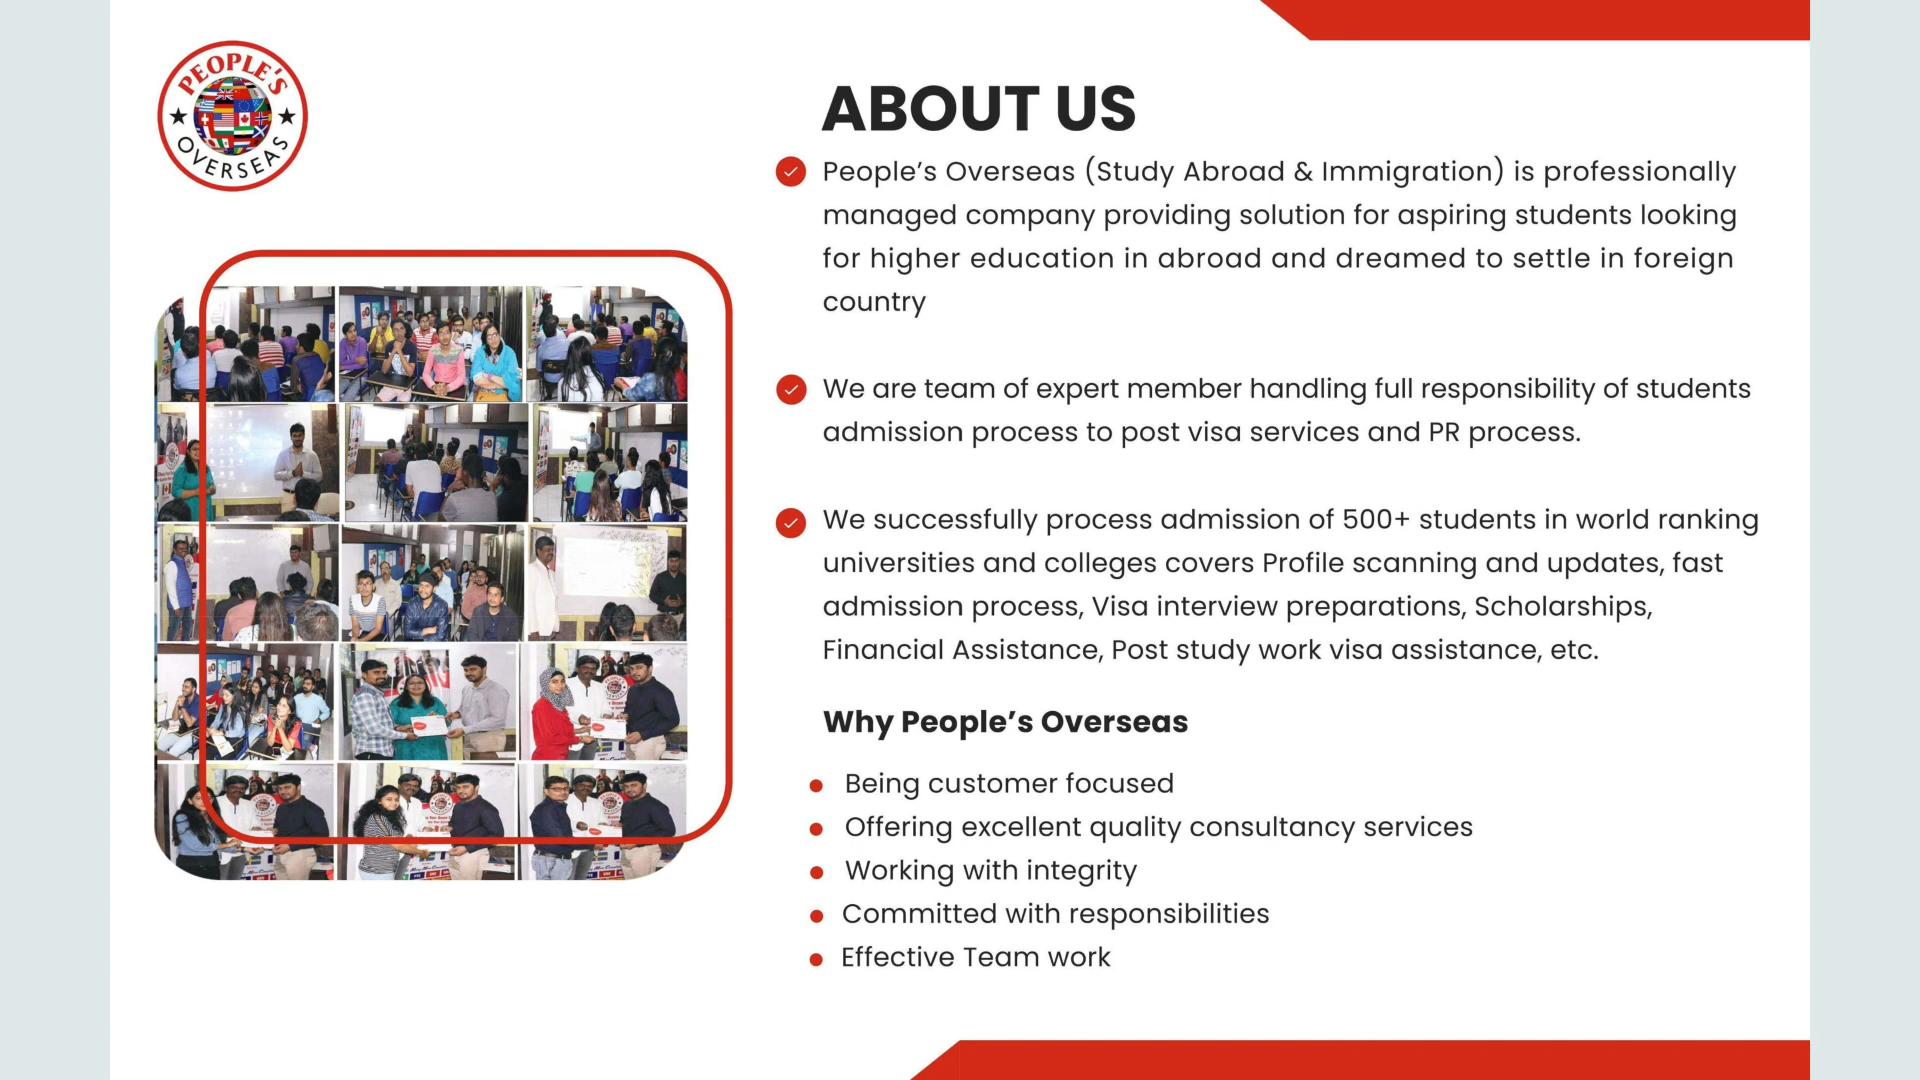 PEOPLE'S
OVERSEAS
ABOUT US
People’s Overseas (Study Abroad & Immigration) is professionally
managed company providing solution for aspiring students looking
for higher education in abroad and dreamed to settle in foreign
country
We are team of expert member handling full responsibility of students
admission process to post visa services and PR process.
We successfully process admission of 500+ students in world ranking
universities and colleges covers Profile scanning and updates, fast
admission process, Visa interview preparations, Scholarships,
Financial Assistance, Post study work visa assistance, etc.
Why People’s Overseas
Being customer focused
Offering excellent quality consultancy services
Working with integrity
Committed with responsibilities
Effective Team work